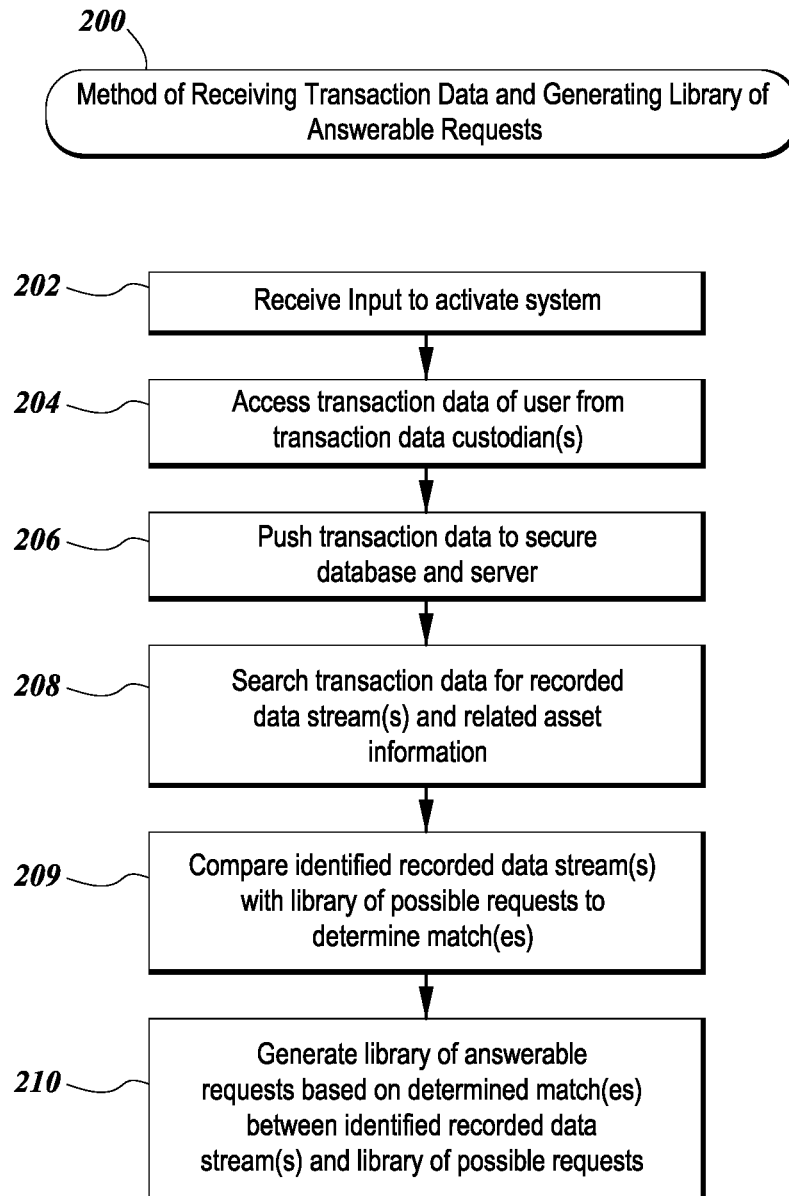 200
Method of Receiving Transaction Data and Generating Library of
Answerable Requests
202
Receive Input to activate system
204
Access transaction data of user from
transaction data custodian(s)
206
Push transaction data to secure
database and server
208
Search transaction data for recorded
data stream(s) and related asset
information
209
Compare identified recorded data stream(s)
with library of possible requests to
determine match(es)
210
Generate library of answerable
requests based on determined match(es)
between identified recorded data
stream(s) and library of possible requests